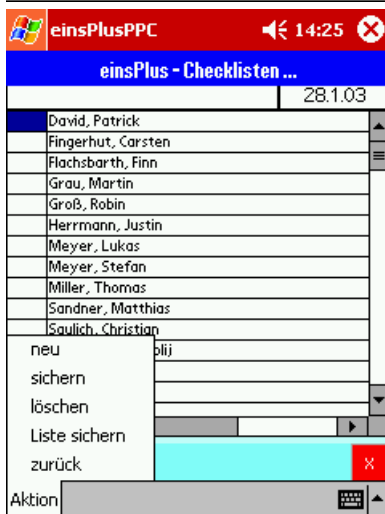 einsPlusPPC 14:25
einsPlus - Checklisten ...
28.1.03
David, Patrick
Fingerhut, Carsten
Flachsbarth, Finn
Grau, Martin
Groß, Robin
Herrmann, Justin
Meyer, Lukas
Meyer, Stefan
Miller, Thomas
Sandner, Matthias
Saulich, Christian
neu
sichern
löschen
Liste sichern
zurück
x
Aktion